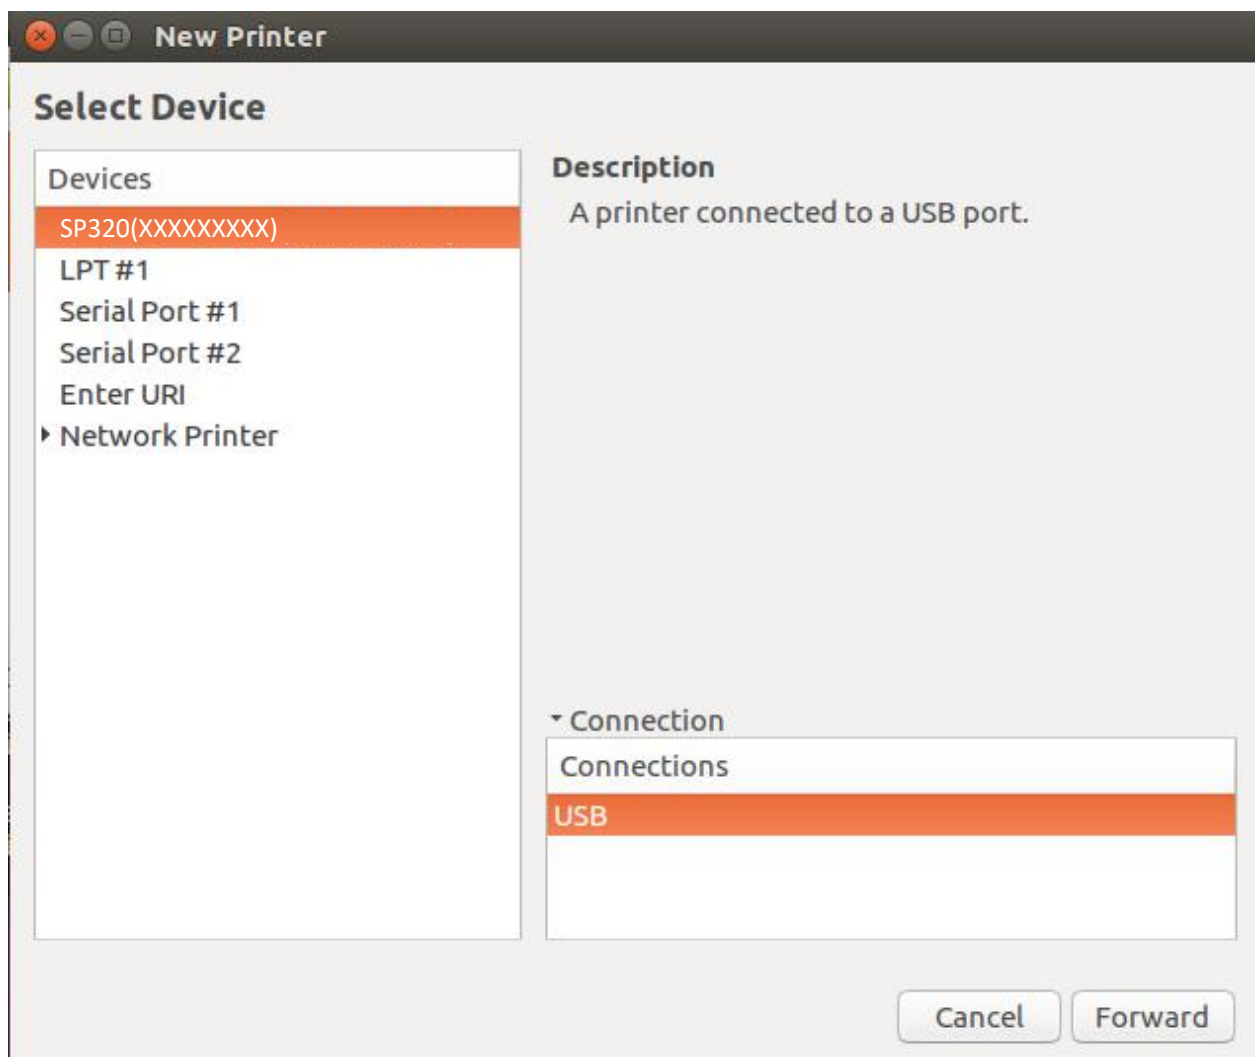 New Printer
Select Device
Devices
SP320(XXXXXXXXX)
LPT #1
Serial Port #1
Serial Port #2
Enter URI
Network Printer
Description
A printer connected to a USB port.
Connection
Connections
USB
Cancel
Forward